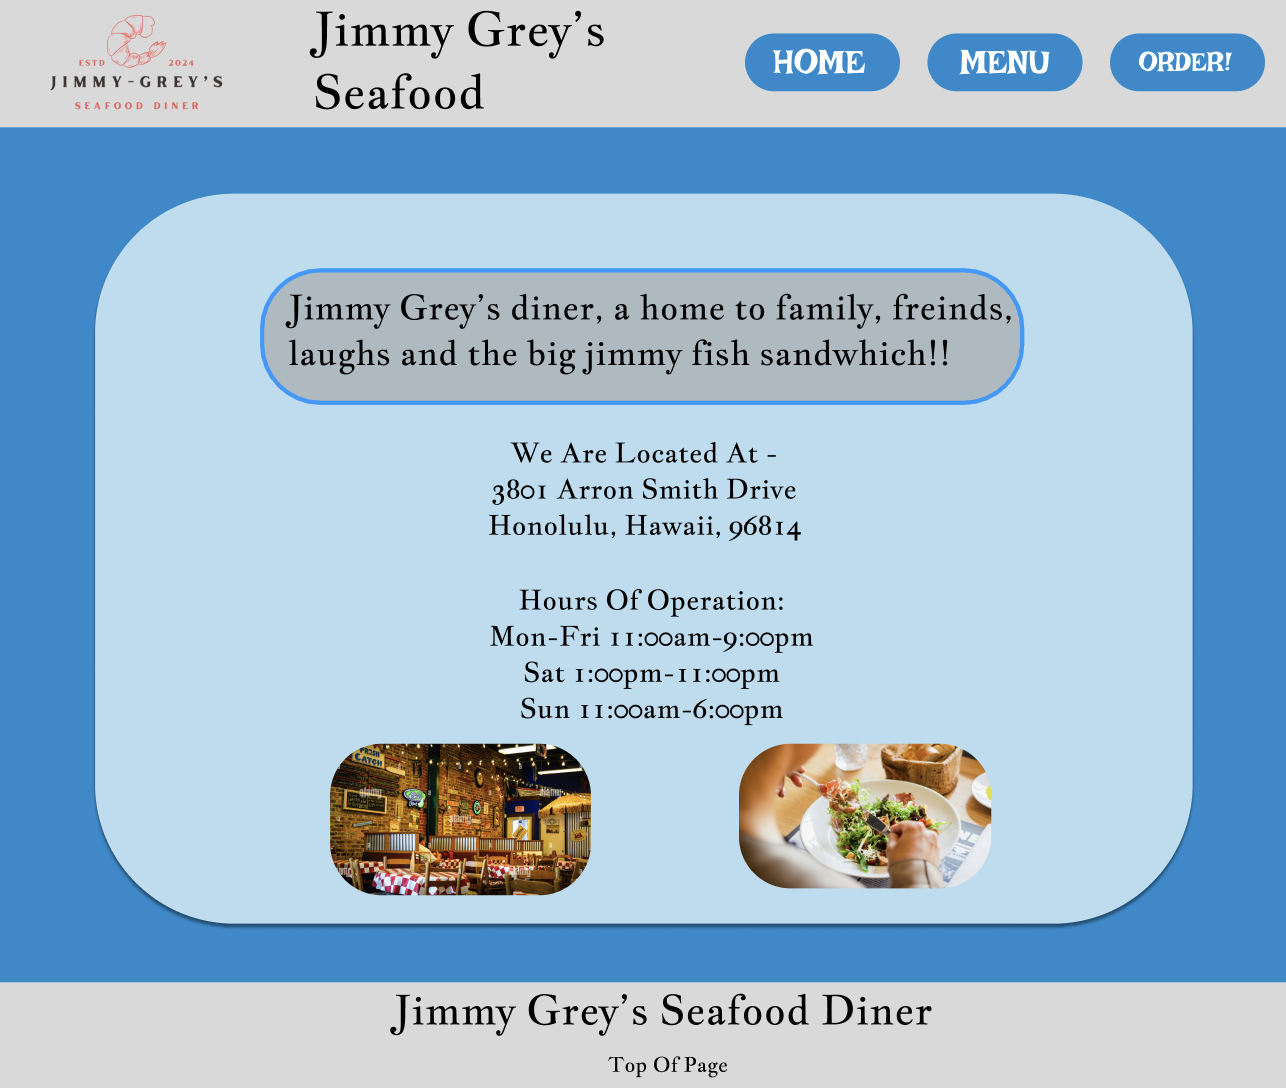 ESTD 2024
JIMMY-GREY'S
SEAFOOD DINER
Jimmy Grey's
Seafood
HOME
MENU
ORDER!
Jimmy Grey's diner, a home to family, freinds,
laughs and the big jimmy fish sandwhich!!
We Are Located At -
3801 Arron Smith Drive
Honolulu, Hawaii, 96814
Hours Of Operation:
Mon-Fri 11:00am-9:00pm
Sat 1:00pm-11:00pm
Sun 11:00am-6:00pm
FRESH
CATCH
alamy
alamy
alamy
Jimmy Grey's Seafood Diner
Top Of Page